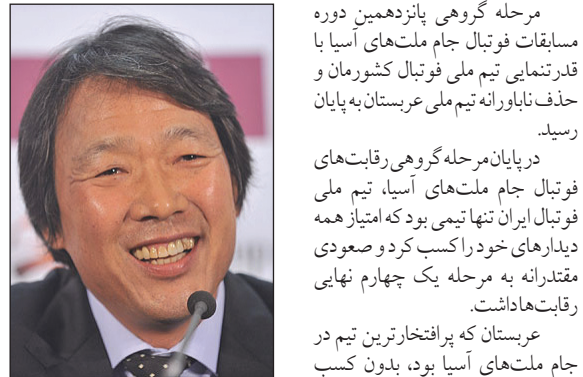 مرحله گروهی پانزدهمین دوره
مسابقات فوتبال جام ملت‌های آسیا با
قدرتنمایی تیم ملی فوتبال کشورمان و
حذف ناباورانه تیم ملی عربستان به پایان
رسید.
در پایان مرحله گروهی رقابت‌های
فوتبال جام ملت‌های آسیا، تیم ملی
فوتبال ایران تنها تیمی بود که امتیاز همه
دیدارهای خود را کسب کرد و صعودی
مقتدرانه به مرحله یک چهارم نهایی
رقابت‌ها داشت.
عربستان که پرافتخارترین تیم در
جام ملت‌های آسیا بود، بدون کسب